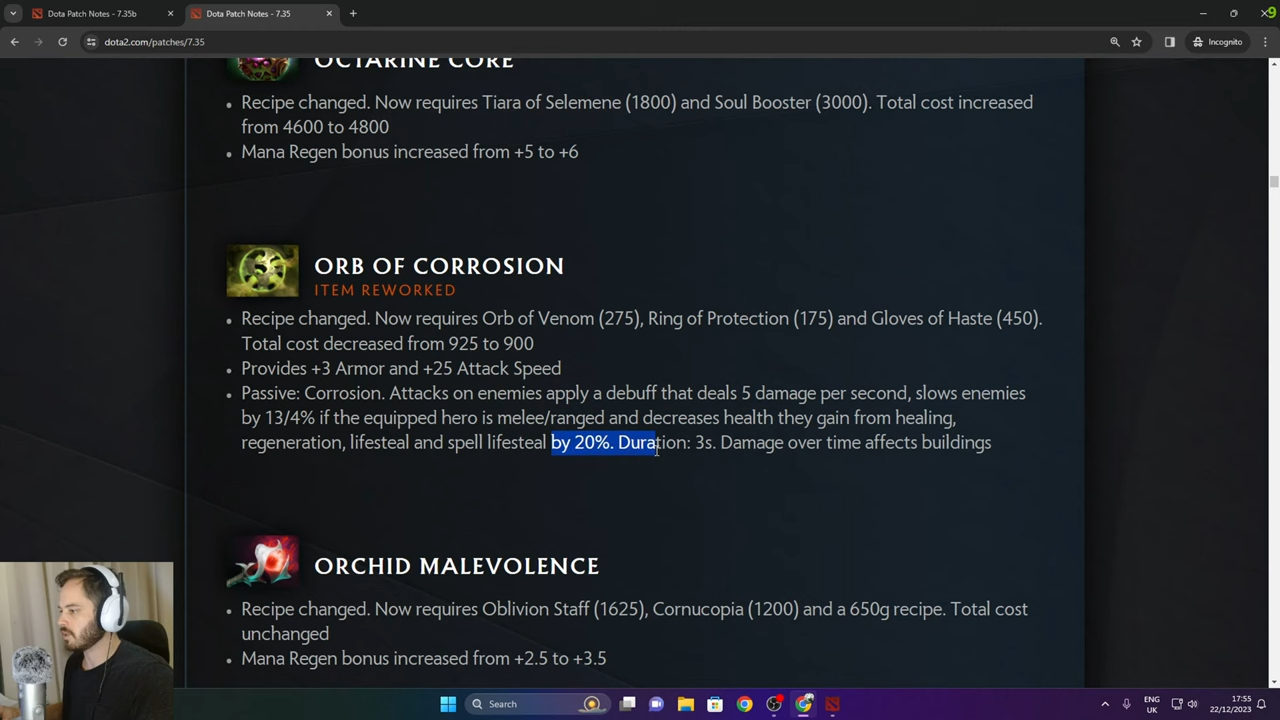 Dota Patch Notes - 7.35b
Dota Patch Notes - 7.35
9
dota2.com/patches/7.35
Incognito
OCTARINE CORE
Recipe changed. Now requires Tiara of Selemene (1800) and Soul Booster (3000). Total cost increased
from 4600 to 4800
Mana Regen bonus increased from +5 to +6
ORB OF CORROSION
ITEM REWORKED
Recipe changed. Now requires Orb of Venom (275), Ring of Protection (175) and Gloves of Haste (450).
Total cost decreased from 925 to 900
Provides +3 Armor and +25 Attack Speed
Passive: Corrosion. Attacks on enemies apply a debuff that deals 5 damage per second, slows enemies
by 13/4% if the equipped hero is melee/ranged and decreases health they gain from healing,
regeneration, lifesteal and spell lifesteal by 20%. Duration: 3s. Damage over time affects buildings
ORCHID MALEVOLENCE
Recipe changed. Now requires Oblivion Staff (1625), Cornucopia (1200) and a 650g recipe. Total cost
unchanged
Mana Regen bonus increased from +2.5 to +3.5
Search
ENG
UK
17:55
22/12/2023